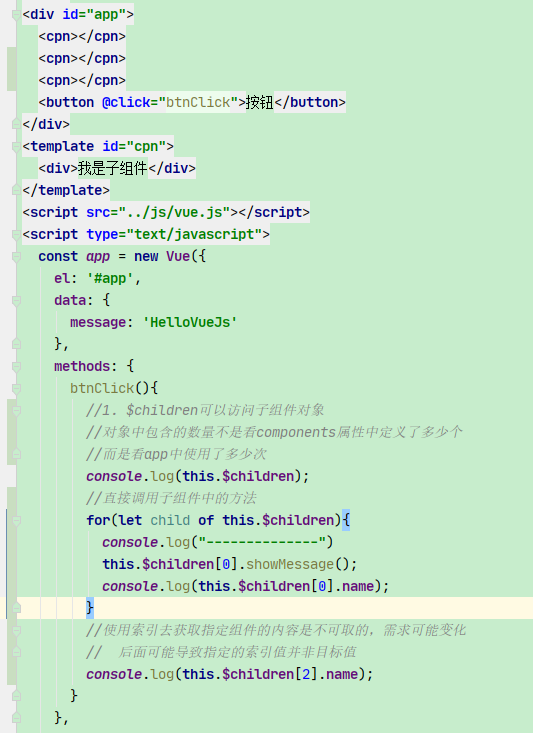 <div id="app">
<cpn></cpn>
<cpn></cpn>
<cpn></cpn>
<button @click="btnClick">按钮</button>
</div>
<template id="cpn">
<div>我是子组件</div>
</template>
<script src="../js/vue.js"></script>
<script type="text/javascript">
const app = new Vue({
el: '#app',
data: {
message: 'HelloVueJs'
},
methods: {
btnClick(){
//1. $children可以访问子组件对象
//对象中包含的数量不是看components属性中定义了多少个
//而是看app中使用了多少次
console.log(this.$children);
//直接调用子组件中的方法
for(let child of this.$children){
console.log("--------------")
this.$children[0].showMessage();
console.log(this.$children[0].name);
}
//使用索引去获取指定组件的内容是不可取的，需求可能变化
// 后面可能导致指定的索引值并非目标值
console.log(this.$children[2].name);
}
},